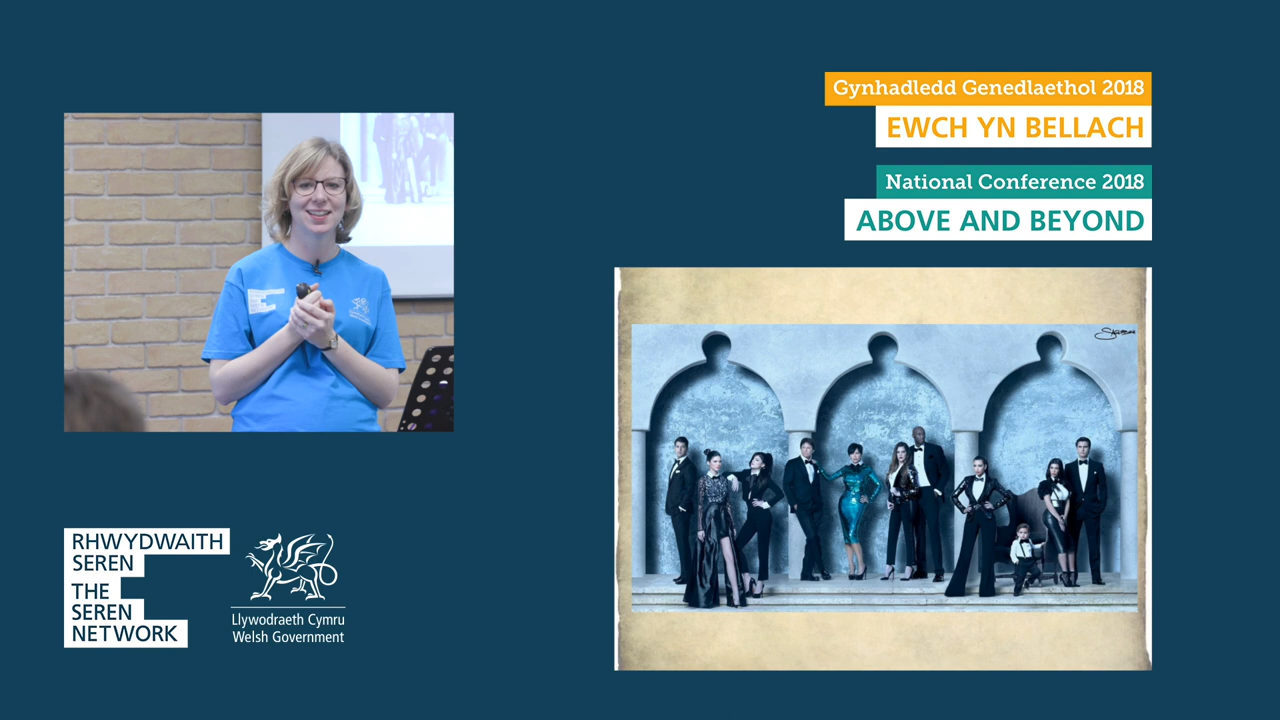 Gynhadledd Genedlaethol 2018
EWCH YN BELLACH
National Conference 2018
ABOVE AND BEYOND
RHWYDWAITH
SEREN
THE
SEREN
NETWORK
Llywodraeth Cymru
Welsh Government